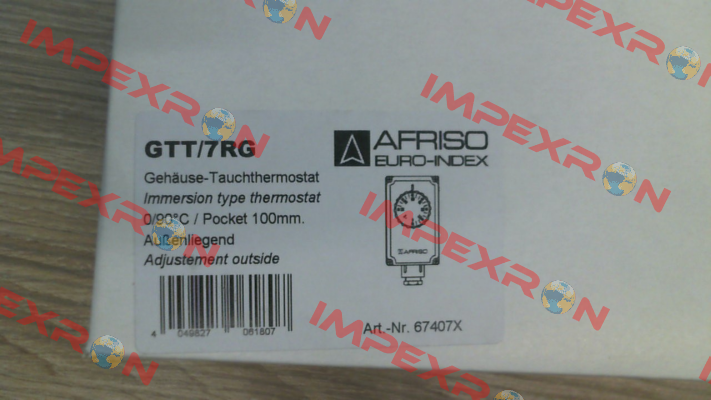 GTT/7RG
Gehäuse-Tauchthermostat
Immersion type thermostat
0/90°C / Pocket 100mm.
Außenliegend
Adjustement outside
4 049827 081807
AFRISO
EURO-INDEX
AFRISO
Art.-Nr. 67407X
IMPEXRON
IMPEXRON
IMPEXRON
IMPEXRON
IMPEXRON
IMPEXRON